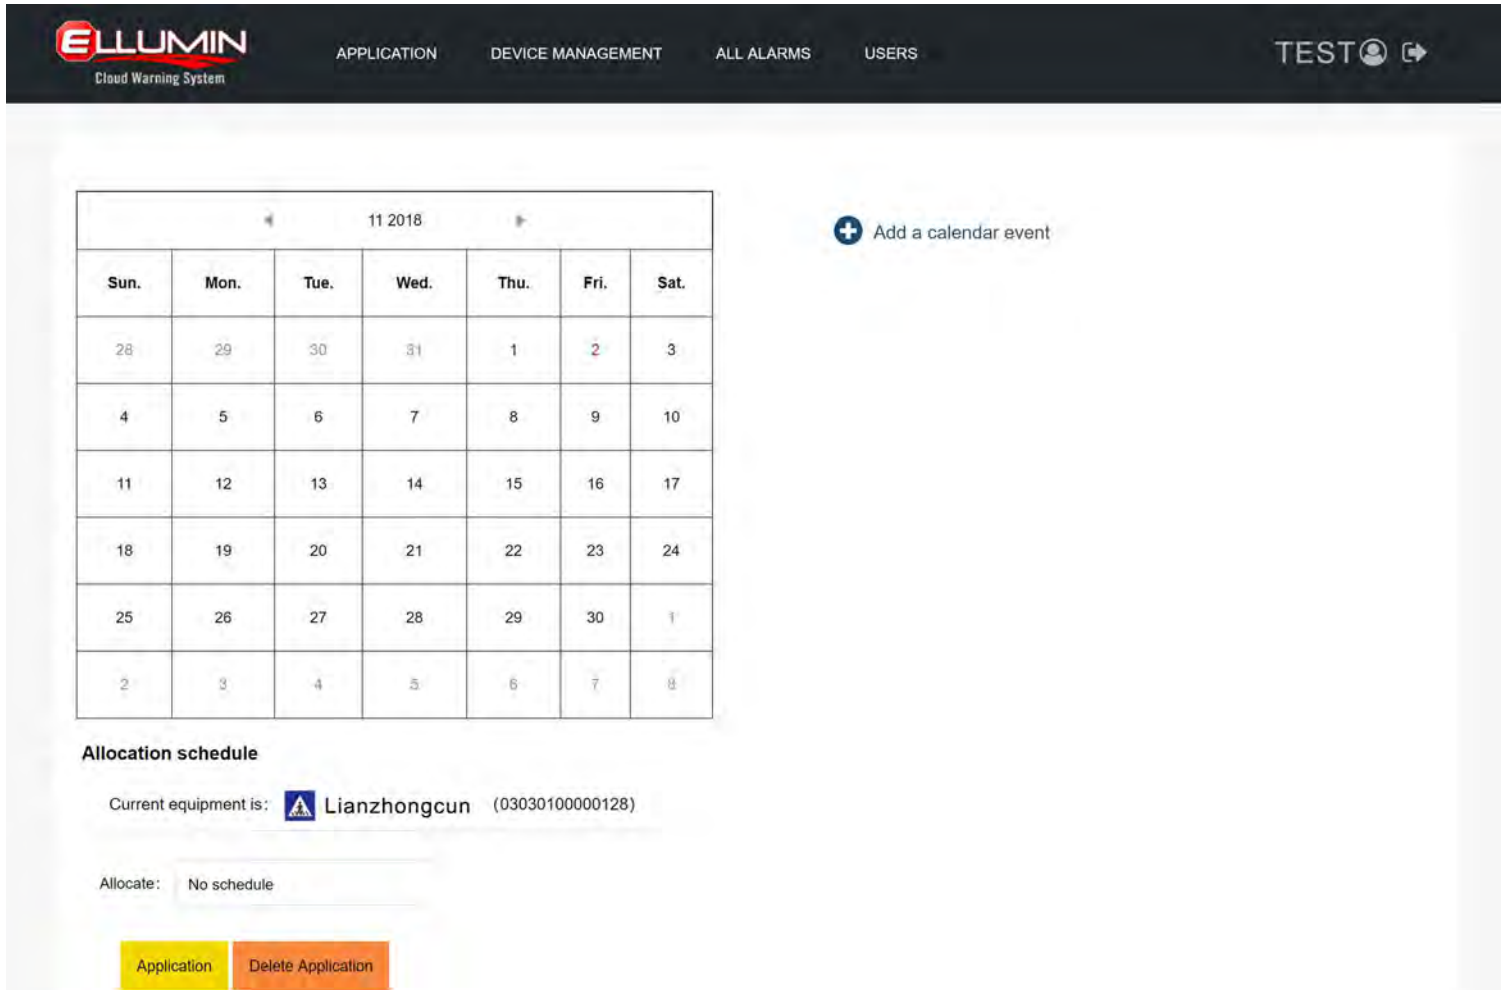 ELLUMIN
Cloud Warning System
APPLICATION DEVICE MANAGEMENT ALL ALARMS USERS TEST
11 2018
Sun. Mon. Tue. Wed. Thu. Fri. Sat.
28 29 30 31 1 2 3
4 5 6 7 8 9 10
11 12 13 14 15 16 17
18 19 20 21 22 23 24
25 26 27 28 29 30 1
2 3 4 5 6 7 8
Add a calendar event
Allocation schedule
Current equipment is: Lianzhongcun (03030100000128)
Allocate: No schedule
Application Delete Application